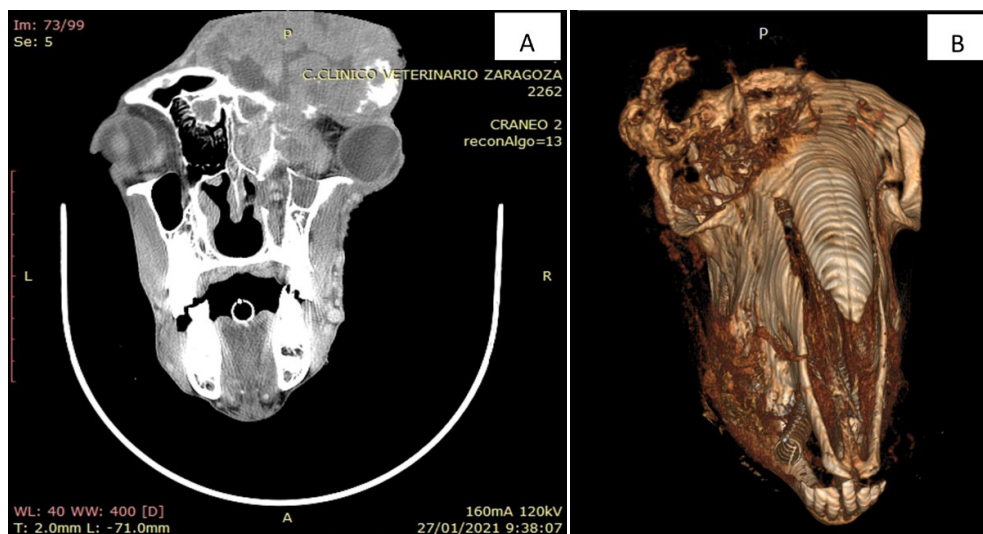 Im: 73/99
Se: 5
P
A
C.CLINICO VETERINARIO ZARAGOZA
2262
CRANEO 2
reconAlgo=13
L
R
WL: 40 WW: 400 [D]
T: 2.0mm L: -71.0mm
A
160mA 120kV
27/01/2021 9:38:07
P
B